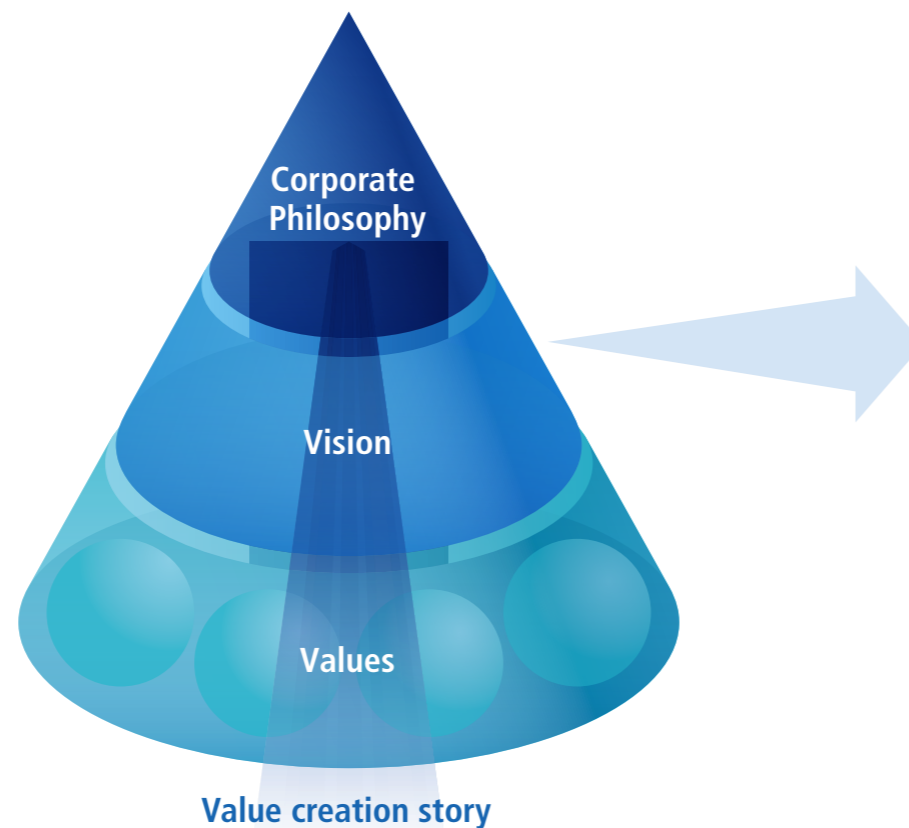 Corporate
Philosophy
Vision
Values
Value creation story